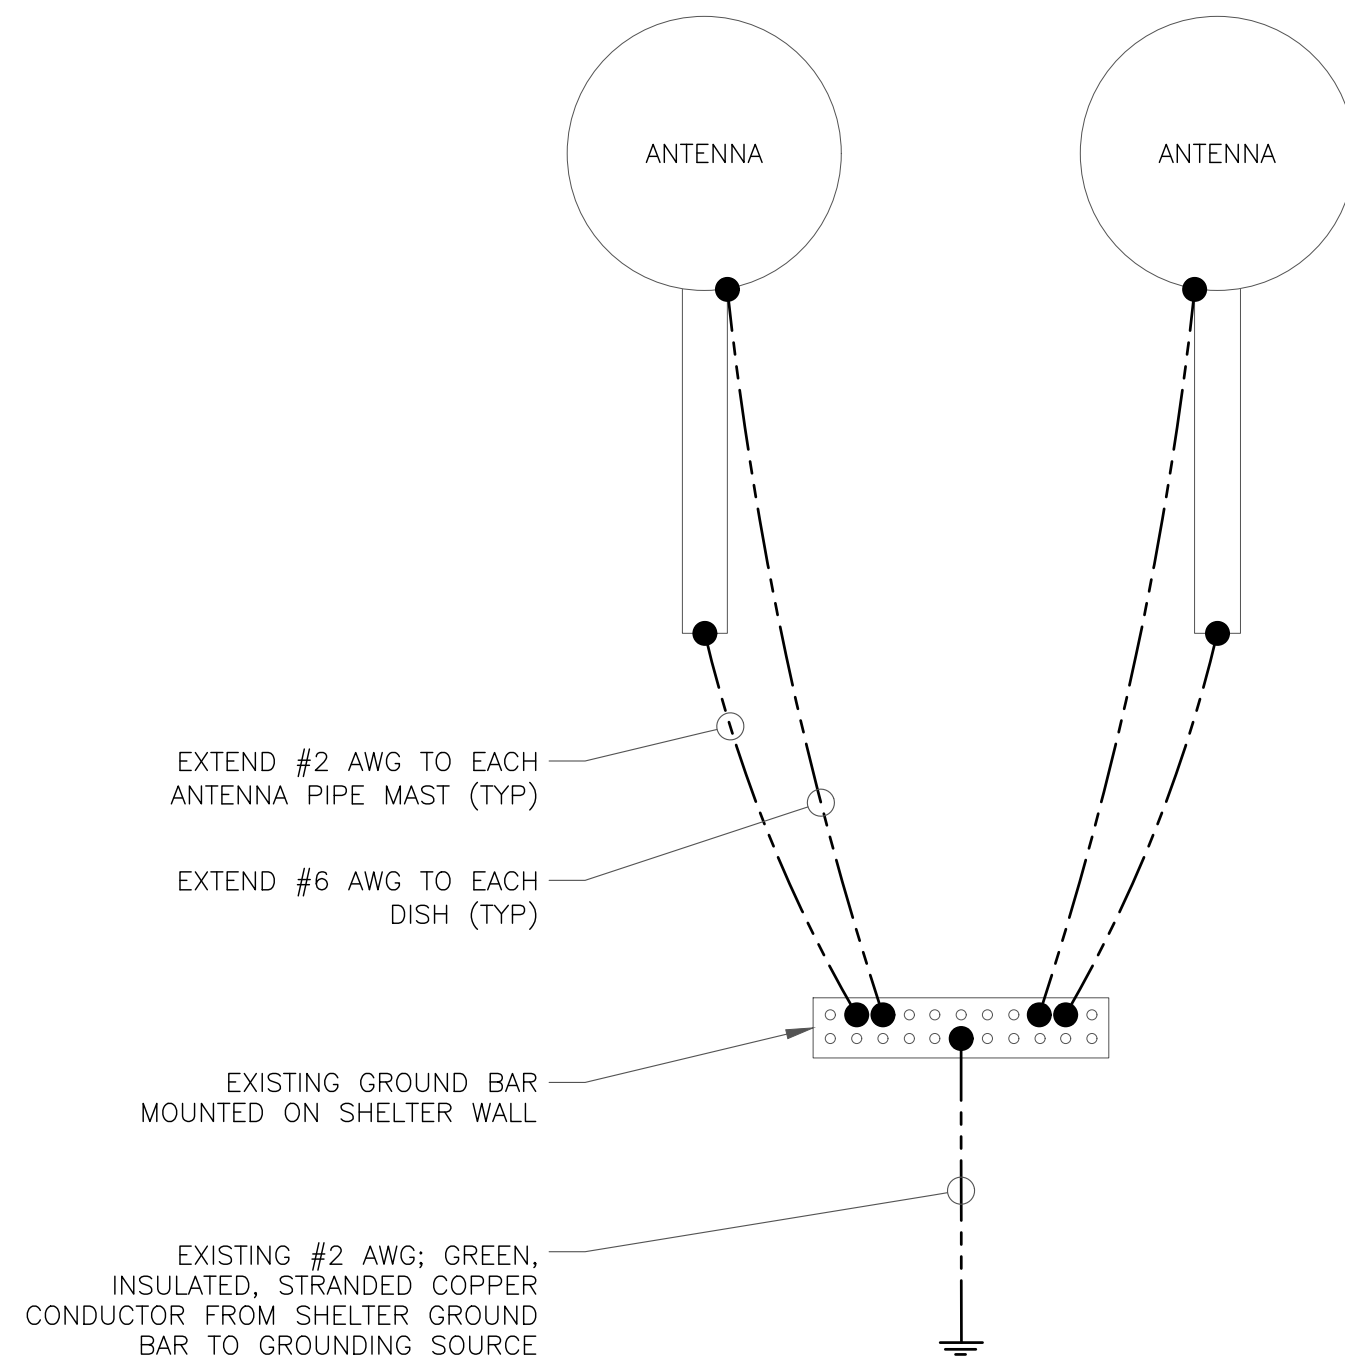 ANTENNA
ANTENNA
EXTEND #2 AWG TO EACH
ANTENNA PIPE MAST (TYP)
EXTEND #6 AWG TO EACH
DISH (TYP)
EXISTING GROUND BAR
MOUNTED ON SHELTER WALL
EXISTING #2 AWG; GREEN,
INSULATED, STRANDED COPPER
CONDUCTOR FROM SHELTER GROUND
BAR TO GROUNDING SOURCE